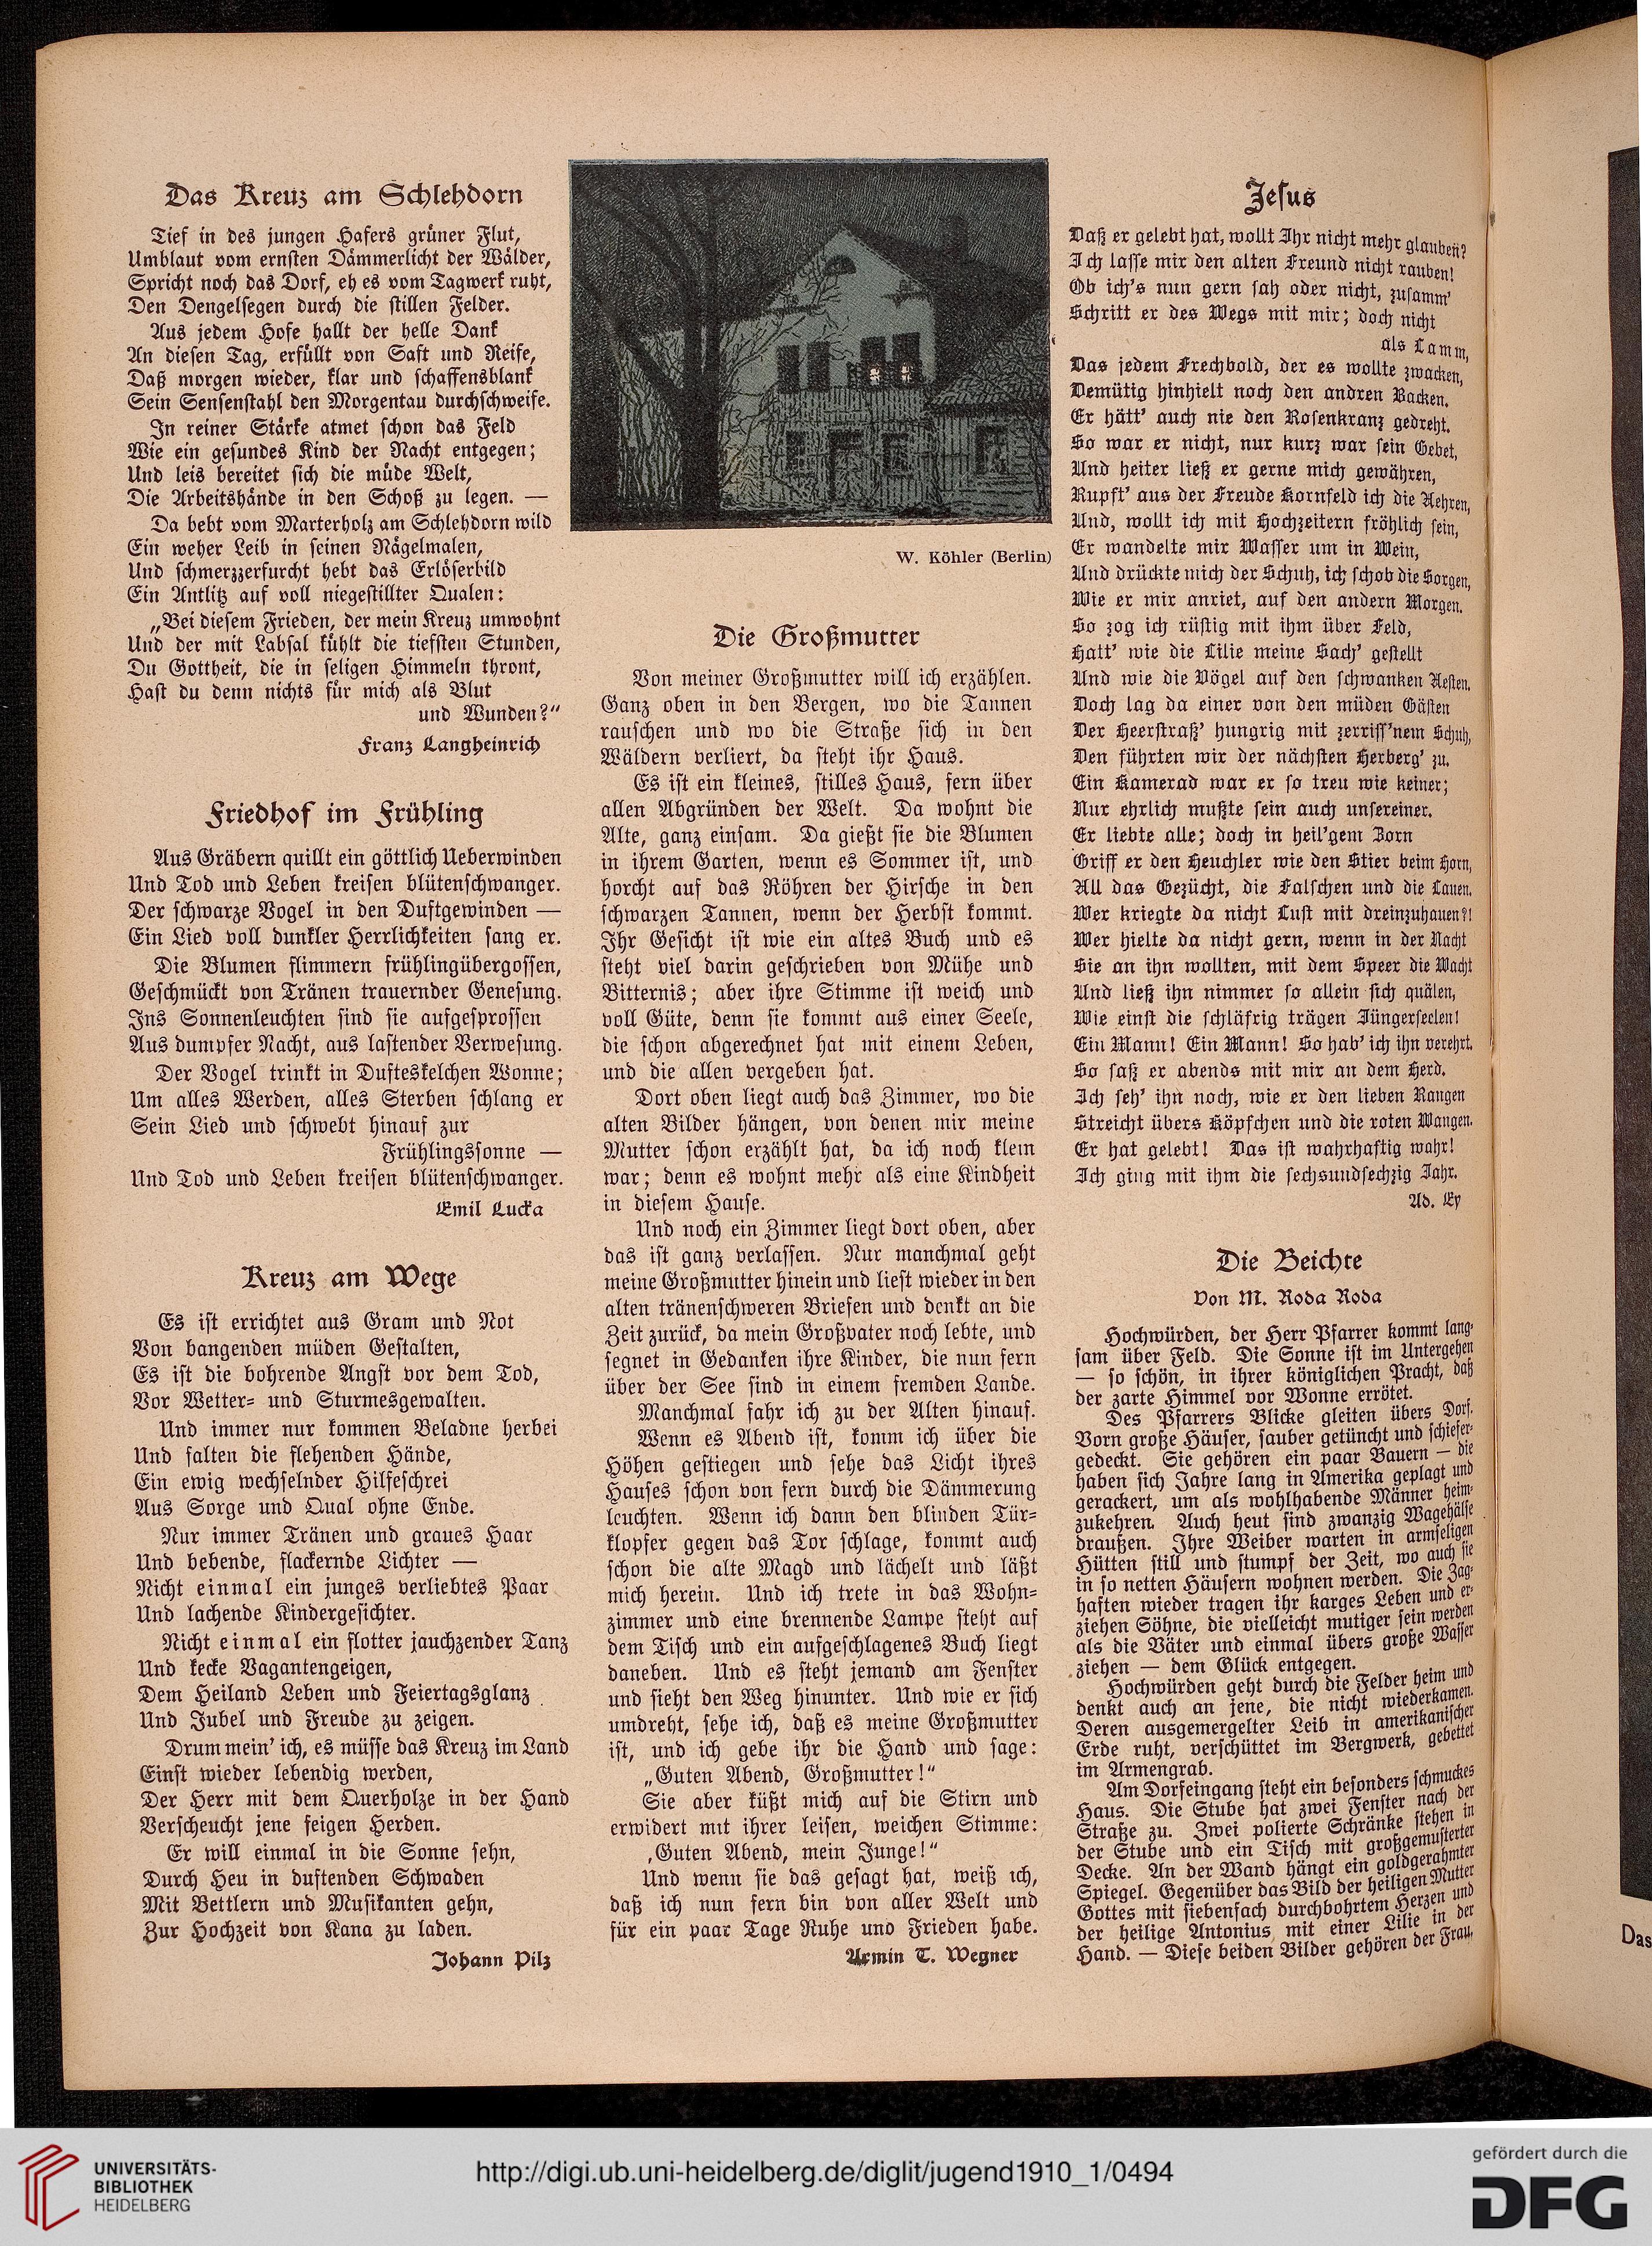 Das Kreuz am Schlehdorn
Tief in des jungen Hafers grüner Flut,
Umblaut vom ernsten Dämmerlicht der Wälder,
Spricht noch das Dorf, eh es vom Tagwerk ruht,
Den Dengelsegen durch die stillen Felder.
Aus jedem Hofe hallt der helle Dank
An diesen Tag, erfüllt von Saft und Reife,
Daß morgen wieder, klar und schaffensblank
Sein Sensenstahl den Morgentau durchschweife.
In reiner Stärke atmet schon das Feld
Wie ein gesundes Kind der Nacht entgegen;
Und leis bereitet sich die müde Welt,
Die Arbeitshände in den Schoß zu legen. —
Da bebt vom Marterholz am Schlehdorn wild
Ein weher Leib in seinen Nägelmalen,
Und schmerzzerfurcht hebt das Erlöserbild
Ein Antlitz auf voll niegestillter Qualen:
„Bei diesem Frieden, der mein Kreuz umwohnt
Und der mit Labsal kühlt die tiefsten Stunden,
Du Gottheit, die in seligen Himmeln thront,
Hast du denn nichts für mich als Blut
und Wunden?“
Franz Langheinrich
Friedhof im Frühling
Aus Gräbern quillt ein göttlich Ueberwinden
Und Tod und Leben kreisen blütenschwanger.
Der schwarze Vogel in den Duftgewinden —
Ein Lied voll dunkler Herrlichkeiten sang er.
Die Blumen flimmern frühlingübergossen,
Geschmückt von Tränen trauernder Genesung.
Ins Sonnenleuchten sind sie aufgesprossen
Aus dumpfer Nacht, aus lastender Verwesung.
Der Vogel trinkt in Dufteskelchen Wonne;
Um alles Werden, alles Sterben schlang er
Sein Lied und schwebt hinauf zur
Frühlingssonne —
Und Tod und Leben kreisen blütenschwanger.
Emil Lucka
Kreuz am Wege
Es ist errichtet aus Gram und Not
Von bangenden müden Gestalten,
Es ist die bohrende Angst vor dem Tod,
Vor Wetter- und Sturmesgewalten.
Und immer nur kommen Beladne herbei
Und falten die flehenden Hände,
Ein ewig wechselnder Hilfeschrei
Aus Sorge und Qual ohne Ende.
Nur immer Tränen und graues Haar
Und bebende, flackernde Lichter —
Nicht einmal ein junges verliebtes Paar
Und lachende Kindergesichter.
Nicht einmal ein flotter jauchzender Tanz
Und kecke Vagantengeigen,
Dem Heiland Leben und Feiertagsglanz
Und Jubel und Freude zu zeigen.
Drum mein' ich, es müsse das Kreuz im Land
Einst wieder lebendig werden,
Der Herr mit dem Querholze in der Hand
Verscheucht jene feigen Herden.
Er will einmal in die Sonne sehn,
Durch Heu in duftenden Schwaden
Mit Bettlern und Musikanten gehn,
Zur Hochzeit von Kana zu laden.
Johann Pilz
W. Köhler (Berlin)
Die Großmutter
Von meiner Großmutter will ich erzählen.
Ganz oben in den Bergen, wo die Tannen
rauschen und wo die Straße sich in den
Wäldern verliert, da steht ihr Haus.
Es ist ein kleines, stilles Haus, fern über
allen Abgründen der Welt. Da wohnt die
Alte, ganz einsam. Da gießt sie die Blumen
in ihrem Garten, wenn es Sommer ist, und
horcht auf das Röhren der Hirsche in den
schwarzen Tannen, wenn der Herbst kommt.
Ihr Gesicht ist wie ein altes Buch und es
steht viel darin geschrieben von Mühe und
Bitternis; aber ihre Stimme ist weich und
voll Güte, denn sie kommt aus einer Seele,
die schon abgerechnet hat mit einem Leben,
und die allen vergeben hat.
Dort oben liegt auch das Zimmer, wo die
alten Bilder hängen, von denen mir meine
Mutter schon erzählt hat, da ich noch klein
war; denn es wohnt mehr als eine Kindheit
in diesem Hause.
Und noch ein Zimmer liegt dort oben, aber
das ist ganz verlassen. Nur manchmal geht
meine Großmutter hinein und liest wieder in den
alten tränenschweren Briefen und denkt an die
Zeit zurück, da mein Großvater noch lebte, und
segnet in Gedanken ihre Kinder, die nun fern
über der See sind in einem fremden Lande.
Manchmal fahr ich zu der Alten hinauf.
Wenn es Abend ist, komm ich über die
Höhen gestiegen und sehe das Licht ihres
Hauses schon von fern durch die Dämmerung
leuchten. Wenn ich dann den blinden Tür-
klopfer gegen das Tor schlage, kommt auch
schon die alte Magd und lächelt und läßt
mich herein. Und ich trete in das Wohn-
zimmer und eine brennende Lampe steht auf
dem Tisch und ein aufgeschlagenes Buch liegt
daneben. Und es steht jemand am Fenster
und sieht den Weg hinunter. Und wie er sich
umdreht, sehe ich, daß es meine Großmutter
ist, und ich gebe ihr die Hand und sage:
„Guten Abend, Großmutter!“
Sie aber küßt mich auf die Stirn und
erwidert mit ihrer leisen, weichen Stimme:
„Guten Abend, mein Junge!“
Und wenn sie das gesagt hat, weiß ich,
daß ich nun fern bin von aller Welt und
für ein paar Tage Ruhe und Frieden habe.
Armin T. Wegner
Jesus
Daß er gelebt hat, wollt Ihr nicht mehr glauben?
Ich lasse mir den alten Freund nicht rauben!
Ob ich's nun gern sah oder nicht, zusamm'
Schritt er des Wegs mit mir; doch nicht
als Lamm,
Das jedem Frechbold, der es wollte zwacken,
Demütig hinhielt noch den andren Backen.
Er hätt' auch nie den Rosenkranz gedreht.
So war er nicht, nur kurz war sein Gebet,
Und heiter ließ er gerne mich gewähren,
Rupft' aus der Freude Kornfeld ich die Aehren,
Und, wollt ich mit Hochzeitern fröhlich sein,
Er wandelte mir Wasser um in Wein,
Und drückte mich der Schuh, ich schob die Sorgen,
Wie er mir anriet, auf den andern Morgen.
So zog ich rüstig mit ihm über Feld,
Hatt' wie die Lilie meine Sach' gestellt
Und wie die Vögel auf den schwanken Aesten.
Doch lag da einer von den müden Gästen
Der Heerstraß' hungrig mit zerriss'nem Schuh,
Den führten wir der nächsten Herberg' zu.
Ein Kamerad war er so treu wie keiner;
Nur ehrlich mußte sein auch unsereiner.
Er liebte alle; doch in heil'gem Zorn
Griff er den Heuchler wie den Stier beim Horn,
All das Gezücht, die Falschen und die Lauen.
Wer kriegte da nicht Lust mit dreinzuhauen?!
Wer hielte da nicht gern, wenn in der Nacht
Sie an ihn wollten, mit dem Speer die Wacht
Und ließ ihn nimmer so allein sich quälen,
Wie einst die schläfrig trägen Jüngerseelen!
Ein Mann! Ein Mann! So hab' ich ihn verehrt.
So saß er abends mit mir an dem Herd.
Ich seh' ihn noch, wie er den lieben Rangen
Streicht übers Köpfchen und die roten Wangen.
Er hat gelebt! Das ist wahrhaftig wahr!
Ich ging mit ihm die sechsundsechzig Jahr.
Ad. Ey
Die Beichte
Von M. Roda Roda
Hochwürden, der Herr Pfarrer kommt lang-
sam über Feld. Die Sonne ist im Untergehen
— so schön, in ihrer königlichen Pracht, daß
der zarte Himmel vor Wonne errötet.
Des Pfarrers Blicke gleiten übers Dorf.
Vorn große Häuser, sauber getüncht und schiefer-
gedeckt. Sie gehören ein paar Bauern — die
haben sich Jahre lang in Amerika geplagt und
gerackert, um als wohlhabende Männer heim-
zukehren. Auch heut sind zwanzig Wagehälse
draußen. Ihre Weiber warten in armseligen
Hütten still und stumpf der Zeit, wo auch sie
in so netten Häusern wohnen werden. Die Zag-
haften wieder tragen ihr karges Leben und er-
ziehen Söhne, die vielleicht mutiger sein werden
als die Väter und einmal übers große Wasser
ziehen — dem Glück entgegen.
Hochwürden geht durch die Felder heim und
denkt auch an jene, die nicht wiederkamen.
Deren ausgemergelter Leib in amerikanischer
Erde ruht, verschüttet im Bergwerk, gebettet
im Armengrab.
Am Dorfeingang steht ein besonders schmuckes
Haus. Die Stube hat zwei Fenster nach der
Straße zu. Zwei polierte Schränke stehen in
der Stube und ein Tisch mit großgemusterter
Decke. An der Wand hängt ein goldgerahmter
Spiegel. Gegenüber das Bild der heiligen Mutter
Gottes mit siebenfach durchbohrtem Herzen und
der heilige Antonius mit einer Lilie in der
Hand. — Diese beiden Bilder gehören der Frau,
Das
UNIVERSITÄTS-
BIBLIOTHEK
HEIDELBERG
http://digi.ub.uni-heidelberg.de/diglit/jugend1910_1/0494
gefördert durch die
DFG